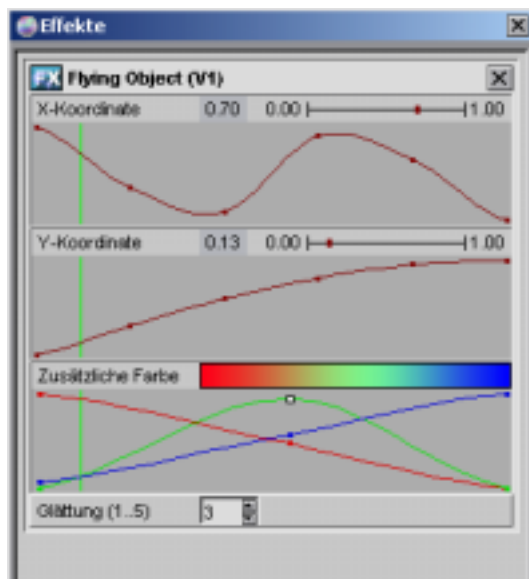 Effekte
FX Flying Object (V1)
X-Koordinate 0.70 0.00 1.00
Y-Koordinate 0.13 0.00 1.00
Zusätzliche Farbe
Glättung (1..5) 3